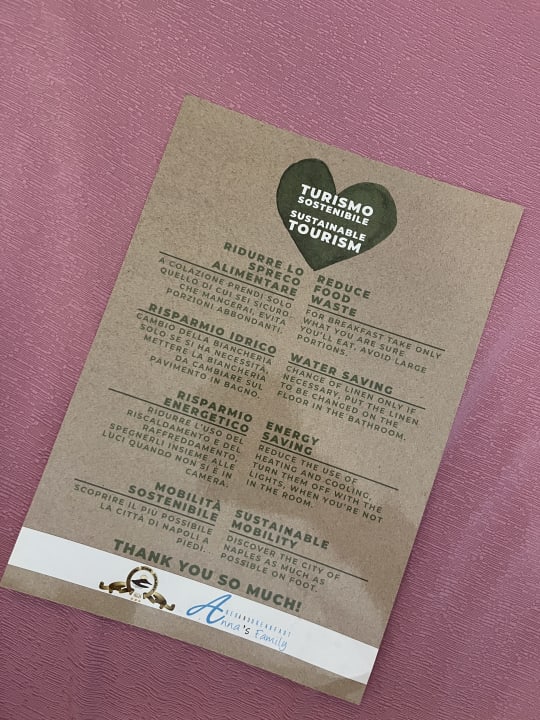 TURISMO
SOSTENIBILE
SUSTAINABLE
TOURISM
RIDURRE LO
SPRECO
ALIMENTARE
A COLAZIONE PRENDI SOLO
QUELLO DI CUI SEI SICURO
CHE MANGERAI, EVITA
PORZIONI ABBONDANTI.
REDUCE
FOOD
WASTE
FOR BREAKFAST TAKE ONLY
WHAT YOU ARE SURE
YOU'LL EAT, AVOID LARGE
PORTIONS.
RISPARMIO IDRICO
CAMBIO DELLA BIANCHERIA
SOLO SE SI HA NECESSITÀ,
METTERE LA BIANCHERIA
DA CAMBIARE SUL
PAVIMENTO IN BAGNO.
WATER SAVING
CHANGE OF LINEN ONLY IF
NECESSARY, PUT THE LINEN
TO BE CHANGED ON THE
FLOOR IN THE BATHROOM.
RISPARMIO
ENERGETICO
RIDURRE L'USO DEL
RISCALDAMENTO E DEL
RAFFREDDAMENTO,
SPEGNERLI INSIEME ALLE
LUCI QUANDO NON SI È IN
CAMERA.
ENERGY
SAVING
REDUCE THE USE OF
HEATING AND COOLING,
TURN THEM OFF WITH THE
LIGHTS, WHEN YOU'RE NOT
IN THE ROOM.
MOBILITÀ
SOSTENIBILE
SCOPRIRE IL PIÙ POSSIBILE
LA CITTÀ DI NAPOLI A
PIEDI.
SUSTAINABLE
MOBILITY
DISCOVER THE CITY OF
NAPLES AS MUCH AS
POSSIBLE ON FOOT.
THANK YOU SO MUCH!
Anna's Family